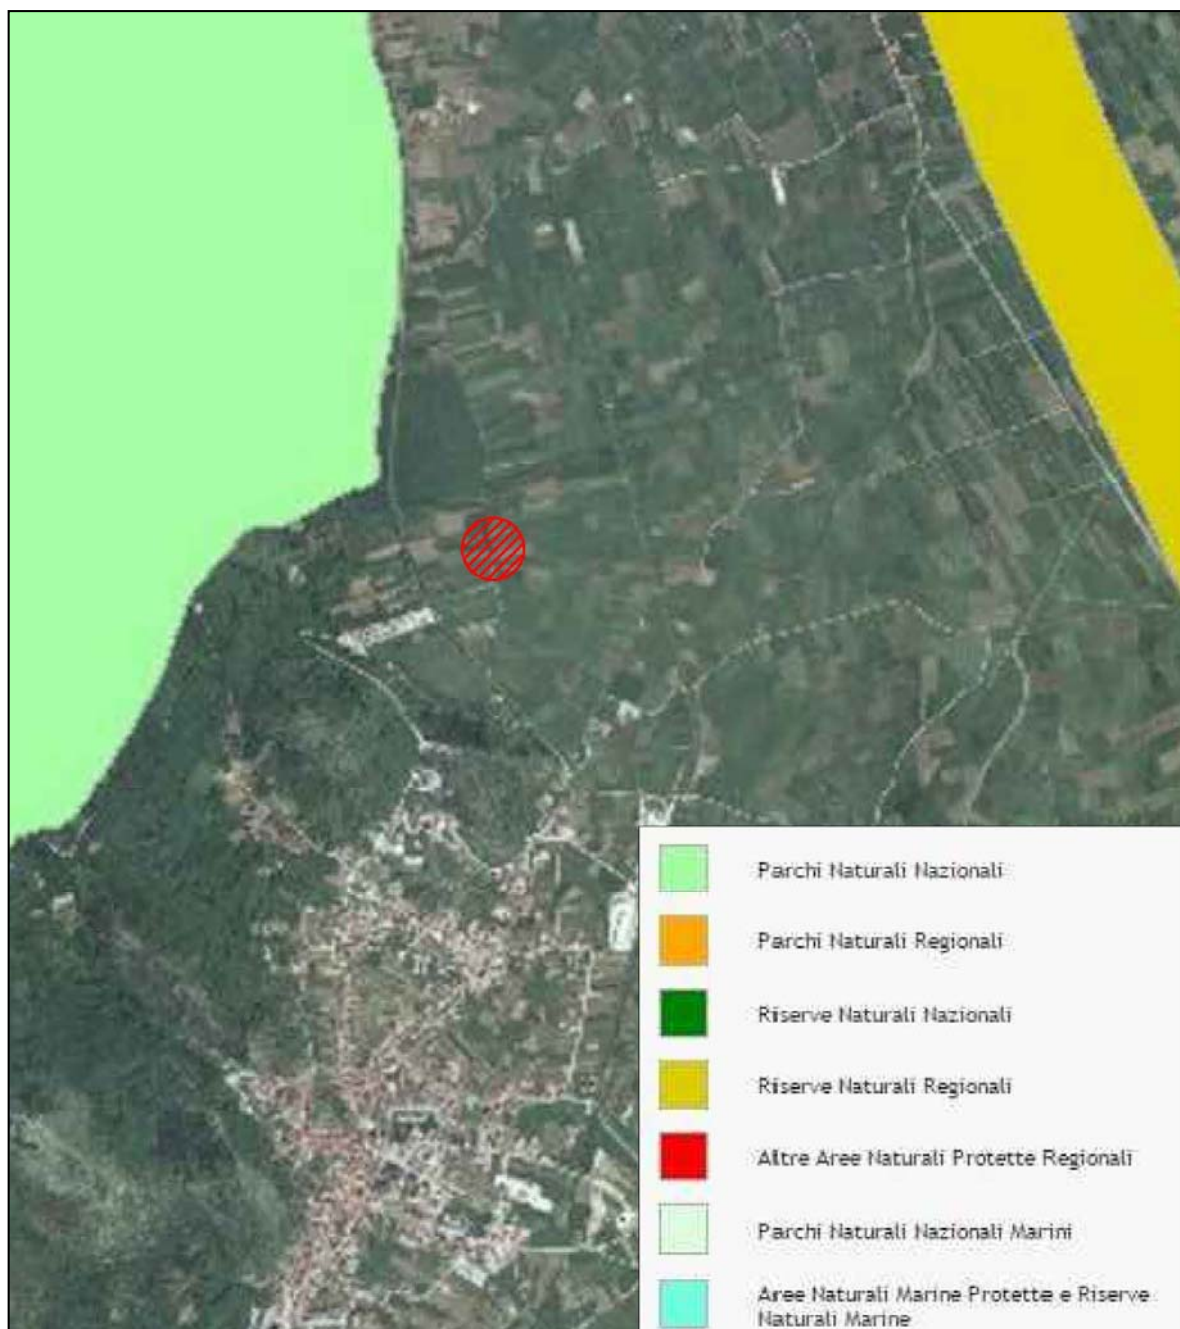 Parchi Naturali Nazionali
Parchi Naturali Regionali
Riserve Naturali Nazionali
Riserve Naturali Regionali
Altre Aree Naturali Protette Regionali
Parchi Naturali Nazionali Marini
Aree Naturali Marine Protette e Riserve
Naturali Marine